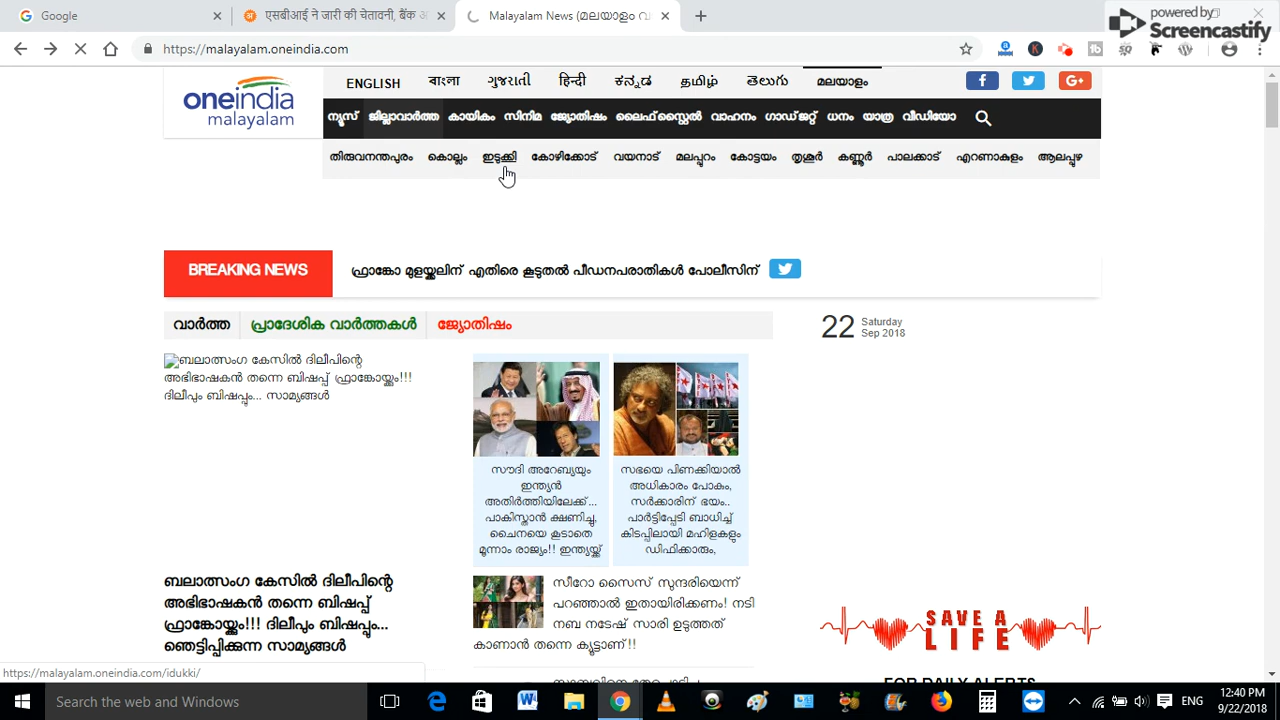 Google
एसबीआई ने जारी की चेतावनी, बैंक अ
Malayalam News (മലയാളം വ
powered by
Screencastify
https://malayalam.oneindia.com
oneindia
malayalam
ENGLISH বাংলা ગુજરાતી हिन्दी ಕನ್ನಡ தமிழ் తెలుగు മലയാളം
ന്യൂസ് ജില്ലാവാർത്ത കായികം സിനിമ ജ്യോതിഷം ലൈഫ്സ്റ്റൈൽ വാഹനം ഗാഡ്ജറ്റ് ധനം യാത്ര വീഡിയോ
തിരുവനന്തപുരം കൊല്ലം ഇടുക്കി കോഴിക്കോട് വയനാട് മലപ്പുറം കോട്ടയം തൃശൂർ കണ്ണൂർ പാലക്കാട് എറണാകുളം ആലപ്പുഴ
BREAKING NEWS
ഫ്രാങ്കോ മുളയ്ക്കലിന് എതിരെ കൂടുതൽ പീഡനപരാതികൾ പോലീസിന്
വാർത്ത പ്രാദേശിക വാർത്തകൾ ജ്യോതിഷം
22 Saturday
Sep 2018
ബലാത്സംഗ കേസിൽ ദിലീപിന്റെ
അഭിഭാഷകൻ തന്നെ ബിഷപ്പ് ഫ്രാങ്കോയ്ക്കും!!!
ദിലീപും ബിഷപ്പും... സാമ്യങ്ങൾ
സൗദി അറേബ്യയും
ഇന്ത്യൻ
അതിർത്തിയിലേക്ക്...
പാകിസ്താൻ ക്ഷണിച്ചു,
ചൈനയെ കൂടാതെ
മൂന്നാം രാജ്യം!! ഇന്ത്യയ്ക്ക്
സഭയെ പിണക്കിയാൽ
അധികാരം പോകും,
സർക്കാരിന് ഭയം..
പാർട്ടിപ്പേടി ബാധിച്ച്
കിടപ്പിലായി മഹിളകളും
ഡിഫിക്കാരും,
ബലാത്സംഗ കേസിൽ ദിലീപിന്റെ
അഭിഭാഷകൻ തന്നെ ബിഷപ്പ്
ഫ്രാങ്കോയ്ക്കും!!! ദിലീപും ബിഷപ്പും...
ഞെട്ടിപ്പിക്കുന്ന സാമ്യങ്ങൾ
സീറോ സൈസ് സുന്ദരിയെന്ന്
പറഞ്ഞാൽ ഇതായിരിക്കണം! നടി
നബ നടേഷ് സാരി ഉടുത്തത്
കാണാൻ തന്നെ ക്യൂട്ടാണ്!!
SAVE A
LIFE
FOR DAILY ALERTS
https://malayalam.oneindia.com/idukki/
Search the web and Windows
ENG
12:40 PM
9/22/2018